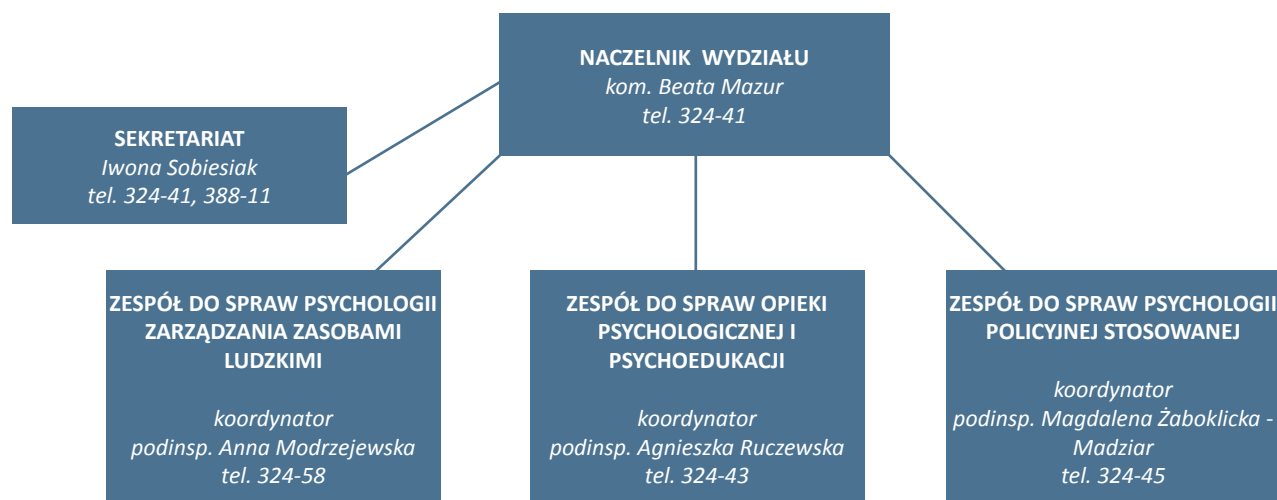 NACZELNIK WYDZIAŁU
kom. Beata Mazur
tel. 324-41
SEKRETARIAT
Iwona Sobiesiak
tel. 324-41, 388-11
ZESPÓŁ DO SPRAW PSYCHOLOGII
ZARZĄDZANIA ZASOBAMI
LUDZKIMI
koordynator
podinsp. Anna Modrzejewska
tel. 324-58
ZESPÓŁ DO SPRAW OPIEKI
PSYCHOLOGICZNEJ I
PSYCHOEDUKACJI
koordynator
podinsp. Agnieszka Ruczewska
tel. 324-43
ZESPÓŁ DO SPRAW PSYCHOLOGII
POLICYJNEJ STOSOWANEJ
koordynator
podinsp. Magdalena Żaboklicka -
Madziar
tel. 324-45